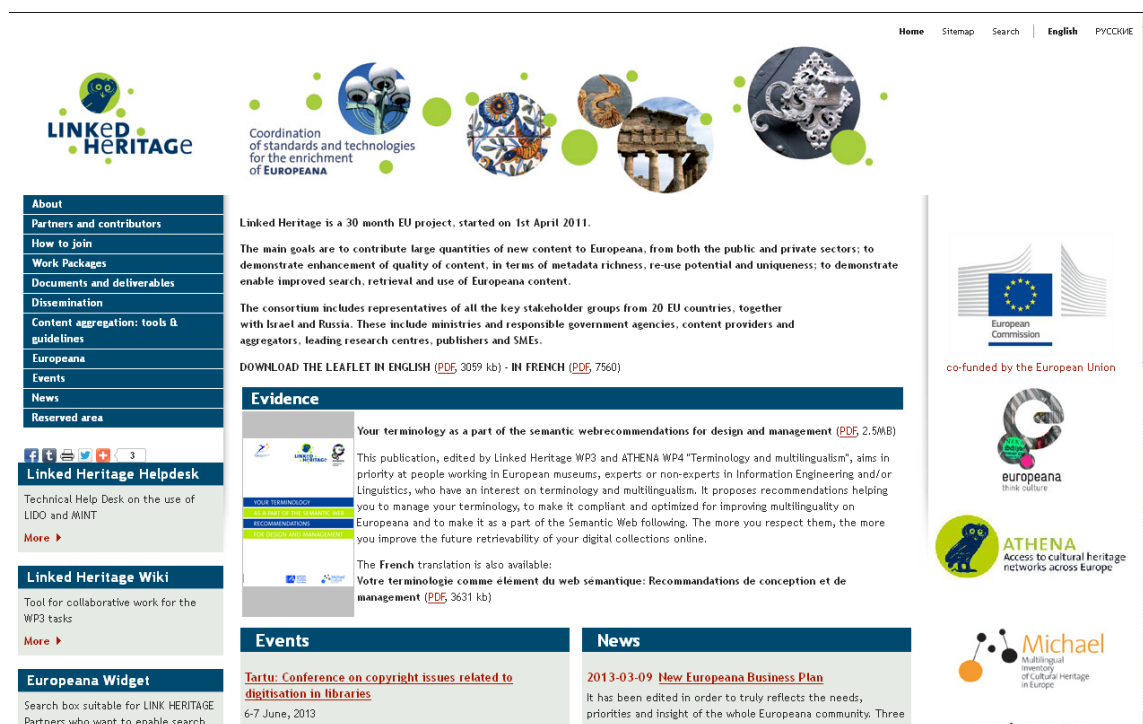 Home Sitemap Search English РУССКИЕ
LINKeD HeRITAGe
Coordination
of standards and technologies
for the enrichment
of EUROPEANA
About
Partners and contributors
How to join
Work Packages
Documents and deliverables
Dissemination
Content aggregation: tools &
guidelines
Europeana
Events
News
Reserved area
3
Linked Heritage Helpdesk
Technical Help Desk on the use of
LIDO and MINT
More
Linked Heritage Wiki
Tool for collaborative work for the
WP3 tasks
More
Europeana Widget
Search box suitable for LINK HERITAGE
Partners who want to enable search
Linked Heritage is a 30 month EU project, started on 1st April 2011.
The main goals are to contribute large quantities of new content to Europeana, from both the public and private sectors; to
demonstrate enhancement of quality of content, in terms of metadata richness, re-use potential and uniqueness; to demonstrate
enable improved search, retrieval and use of Europeana content.
The consortium includes representatives of all the key stakeholder groups from 20 EU countries, together
with Israel and Russia. These include ministries and responsible government agencies, content providers and
aggregators, leading research centres, publishers and SMEs.
DOWNLOAD THE LEAFLET IN ENGLISH (PDF, 3059 kb) - IN FRENCH (PDF, 7560)
Evidence
YOUR TERMINOLOGY
AS A PART OF THE SEMANTIC WEB
RECOMMENDATIONS
FOR DESIGN AND MANAGEMENT
Your terminology as a part of the semantic webrecommendations for design and management (PDF, 2.5MB)
This publication, edited by Linked Heritage WP3 and ATHENA WP4 "Terminology and multilingualism", aims in
priority at people working in European museums, experts or non-experts in Information Engineering and/or
Linguistics, who have an interest on terminology and multilingualism. It proposes recommendations helping
you to manage your terminology, to make it compliant and optimized for improving multilinguality on
Europeana and to make it as a part of the Semantic Web following. The more you respect them, the more
you improve the future retrievability of your digital collections online.
The French translation is also available:
Votre terminologie comme élément du web sémantique: Recommandations de conception et de
management (PDF, 3631 kb)
Events
Tartu: Conference on copyright issues related to
digitisation in libraries
6-7 June, 2013
News
2013-03-09 New Europeana Business Plan
It has been edited in order to truly reflects the needs,
priorities and insight of the whole Europeana community. Three
European
Commission
co-funded by the European Union
europeana
think culture
ATHENA
Access to cultural heritage
networks across Europe
Michael
Multilingual
Inventory
of Cultural Heritage
in Europe